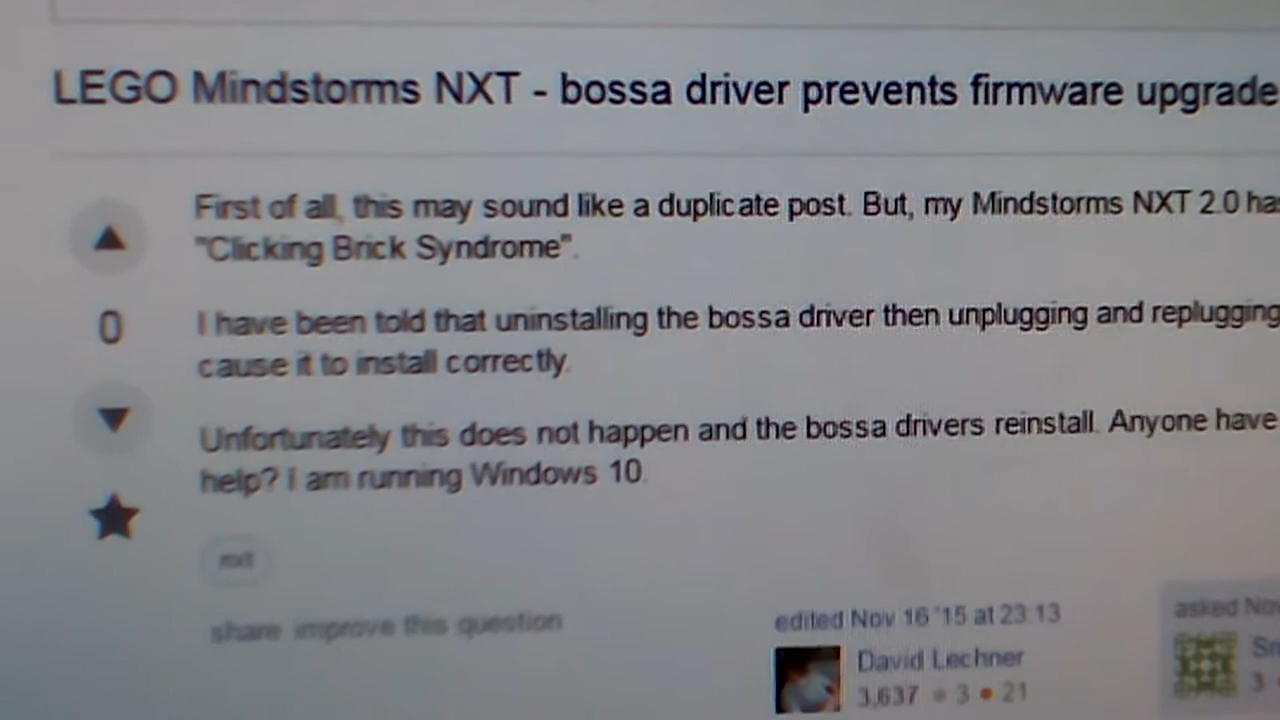 LEGO Mindstorms NXT - bossa driver prevents firmware upgrade
First of all, this may sound like a duplicate post. But, my Mindstorms NXT 2.0 has
"Clicking Brick Syndrome".
0
I have been told that uninstalling the bossa driver then unplugging and replugging
cause it to install correctly.
Unfortunately this does not happen and the bossa drivers reinstall. Anyone have
help? I am running Windows 10.
nxt
share improve this question
edited Nov 16 '15 at 23:13
David Lechner
3,637 3 21
asked Nov
3